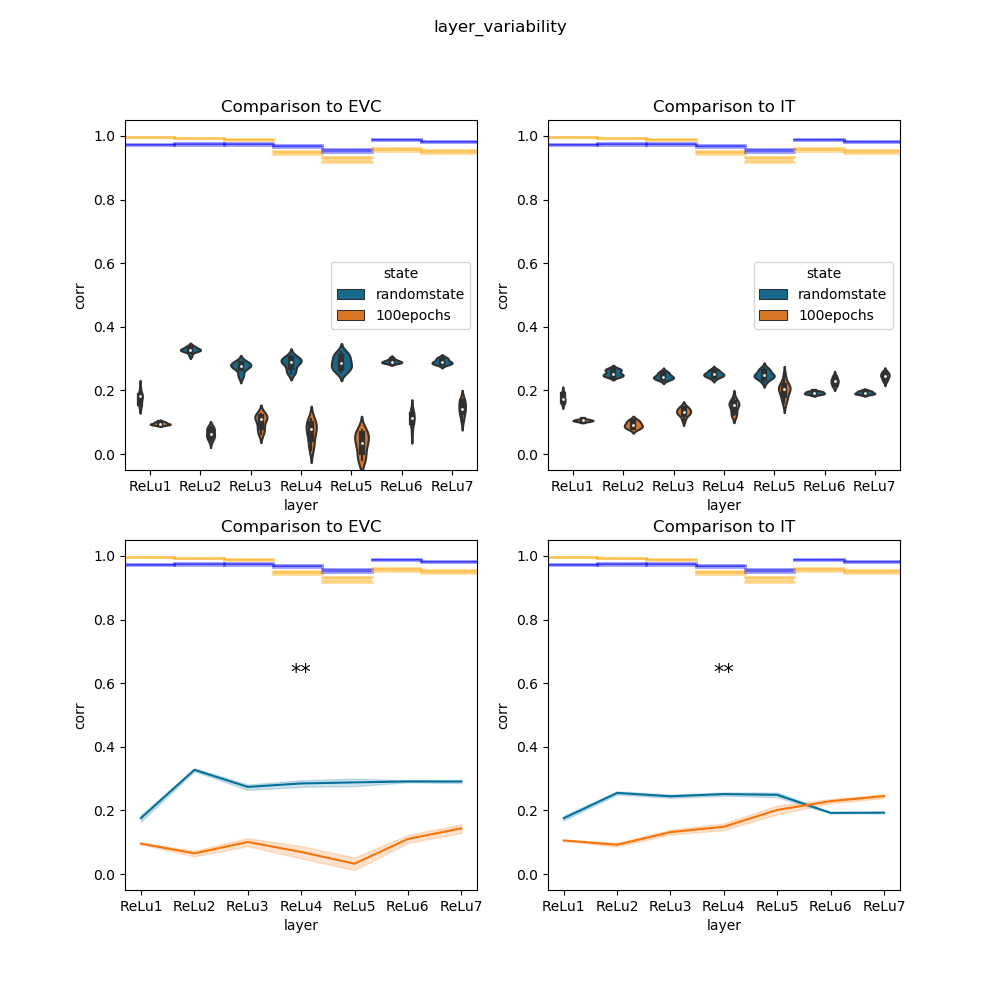 layer_variability
Comparison to EVC
Comparison to IT
1.0
0.8
0.6
0.4
0.2
0.0
corr
state
randomstate
100epochs
ReLu1 ReLu2 ReLu3 ReLu4 ReLu5 ReLu6 ReLu7
layer
1.0
0.8
0.6
0.4
0.2
0.0
corr
state
randomstate
100epochs
ReLu1 ReLu2 ReLu3 ReLu4 ReLu5 ReLu6 ReLu7
layer
Comparison to EVC
Comparison to IT
1.0
0.8
0.6
0.4
0.2
0.0
corr
**
ReLu1 ReLu2 ReLu3 ReLu4 ReLu5 ReLu6 ReLu7
layer
1.0
0.8
0.6
0.4
0.2
0.0
corr
**
ReLu1 ReLu2 ReLu3 ReLu4 ReLu5 ReLu6 ReLu7
layer